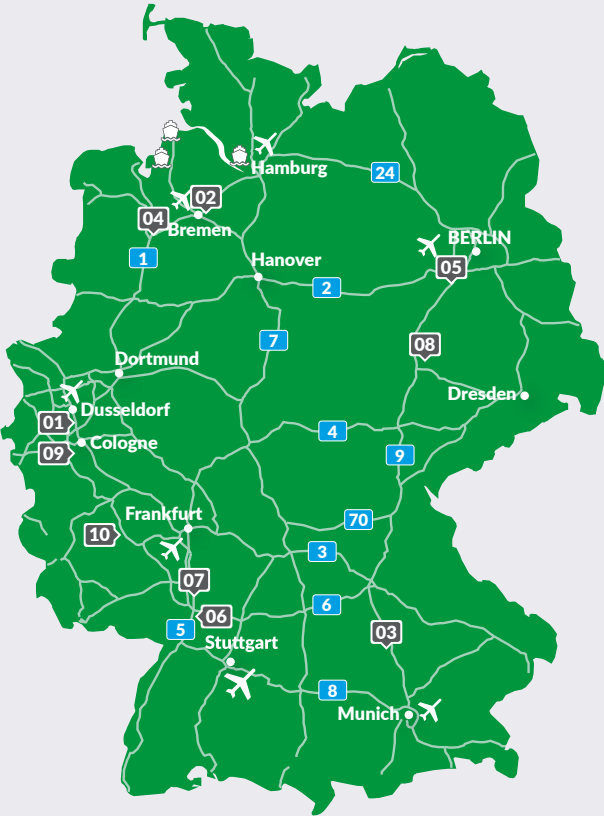 Hamburg
24
02
04
Bremen
BERLIN
1
Hanover
05
2
7
08
Dortmund
Dresden
Dusseldorf
01
4
Cologne
09
9
Frankfurt
70
10
3
07
6
06
5
03
Stuttgart
8
Munich